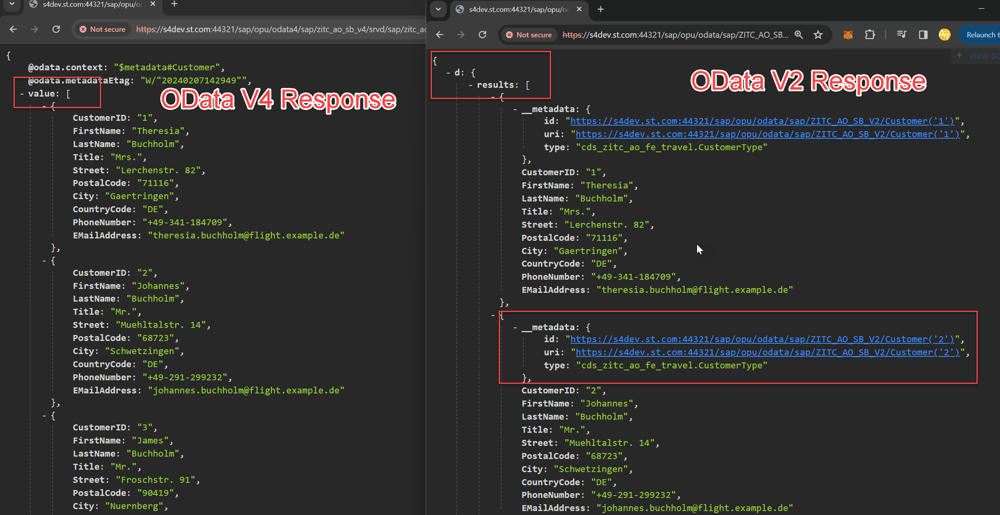 s4dev.st.com:44321/sap/opu/od
Not secure https://s4dev.st.com:44321/sap/opu/odata4/sap/zitc_ao_sb_v4/srvd/sap/zitc_ao
{
@odata.context: "$metadata#Customer",
@odata.metadataEtag: "W/"20240207142949"",
- value: [
OData V4 Response
- {
CustomerID: "1",
FirstName: "Theresia",
LastName: "Buchholm",
Title: "Mrs.",
Street: "Lerchenstr. 82",
PostalCode: "71116",
City: "Gaertringen",
CountryCode: "DE",
PhoneNumber: "+49-341-184709",
EMailAddress: "theresia.buchholm@flight.example.de"
},
- {
CustomerID: "2",
FirstName: "Johannes",
LastName: "Buchholm",
Title: "Mr.",
Street: "Muehltalstr. 14",
PostalCode: "68723",
City: "Schwetzingen",
CountryCode: "DE",
PhoneNumber: "+49-291-299232",
EMailAddress: "johannes.buchholm@flight.example.de"
},
- {
CustomerID: "3",
FirstName: "James",
LastName: "Buchholm",
Title: "Mr.",
Street: "Froschstr. 91",
PostalCode: "90419",
City: "Nuernberg",
s4dev.st.com:44321/sap/opu/od
Not secure https://s4dev.st.com:44321/sap/opu/odata/sap/ZITC_AO_SB...
Relaunch t
+ view so
{
- d: {
- results: [
OData V2 Response
- {
- __metadata: {
id: "https://s4dev.st.com:44321/sap/opu/odata/sap/ZITC_AO_SB_V2/Customer('1')",
uri: "https://s4dev.st.com:44321/sap/opu/odata/sap/ZITC_AO_SB_V2/Customer('1')",
type: "cds_zitc_ao_fe_travel.CustomerType"
},
CustomerID: "1",
FirstName: "Theresia",
LastName: "Buchholm",
Title: "Mrs.",
Street: "Lerchenstr. 82",
PostalCode: "71116",
City: "Gaertringen",
CountryCode: "DE",
PhoneNumber: "+49-341-184709",
EMailAddress: "theresia.buchholm@flight.example.de"
},
- {
- __metadata: {
id: "https://s4dev.st.com:44321/sap/opu/odata/sap/ZITC_AO_SB_V2/Customer('2')",
uri: "https://s4dev.st.com:44321/sap/opu/odata/sap/ZITC_AO_SB_V2/Customer('2')",
type: "cds_zitc_ao_fe_travel.CustomerType"
},
CustomerID: "2",
FirstName: "Johannes",
LastName: "Buchholm",
Title: "Mr.",
Street: "Muehltalstr. 14",
PostalCode: "68723",
City: "Schwetzingen",
CountryCode: "DE",
PhoneNumber: "+49-291-299232",
EMailAddress: "johannes.buchholm@flight.example.de"